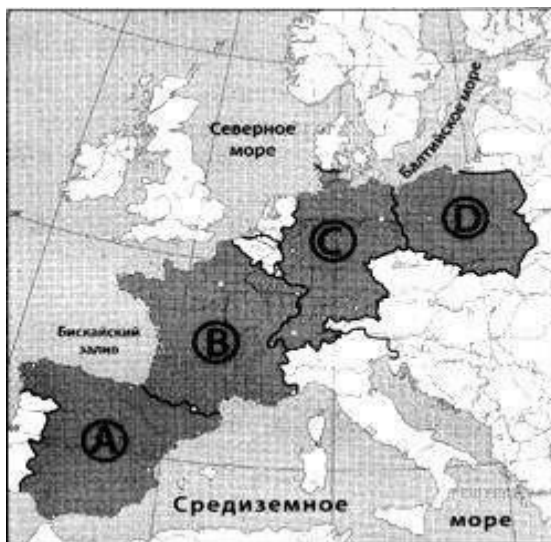 Северное
море
Балтийское море
D
C
Бискайский
залив
B
A
Средиземное
море